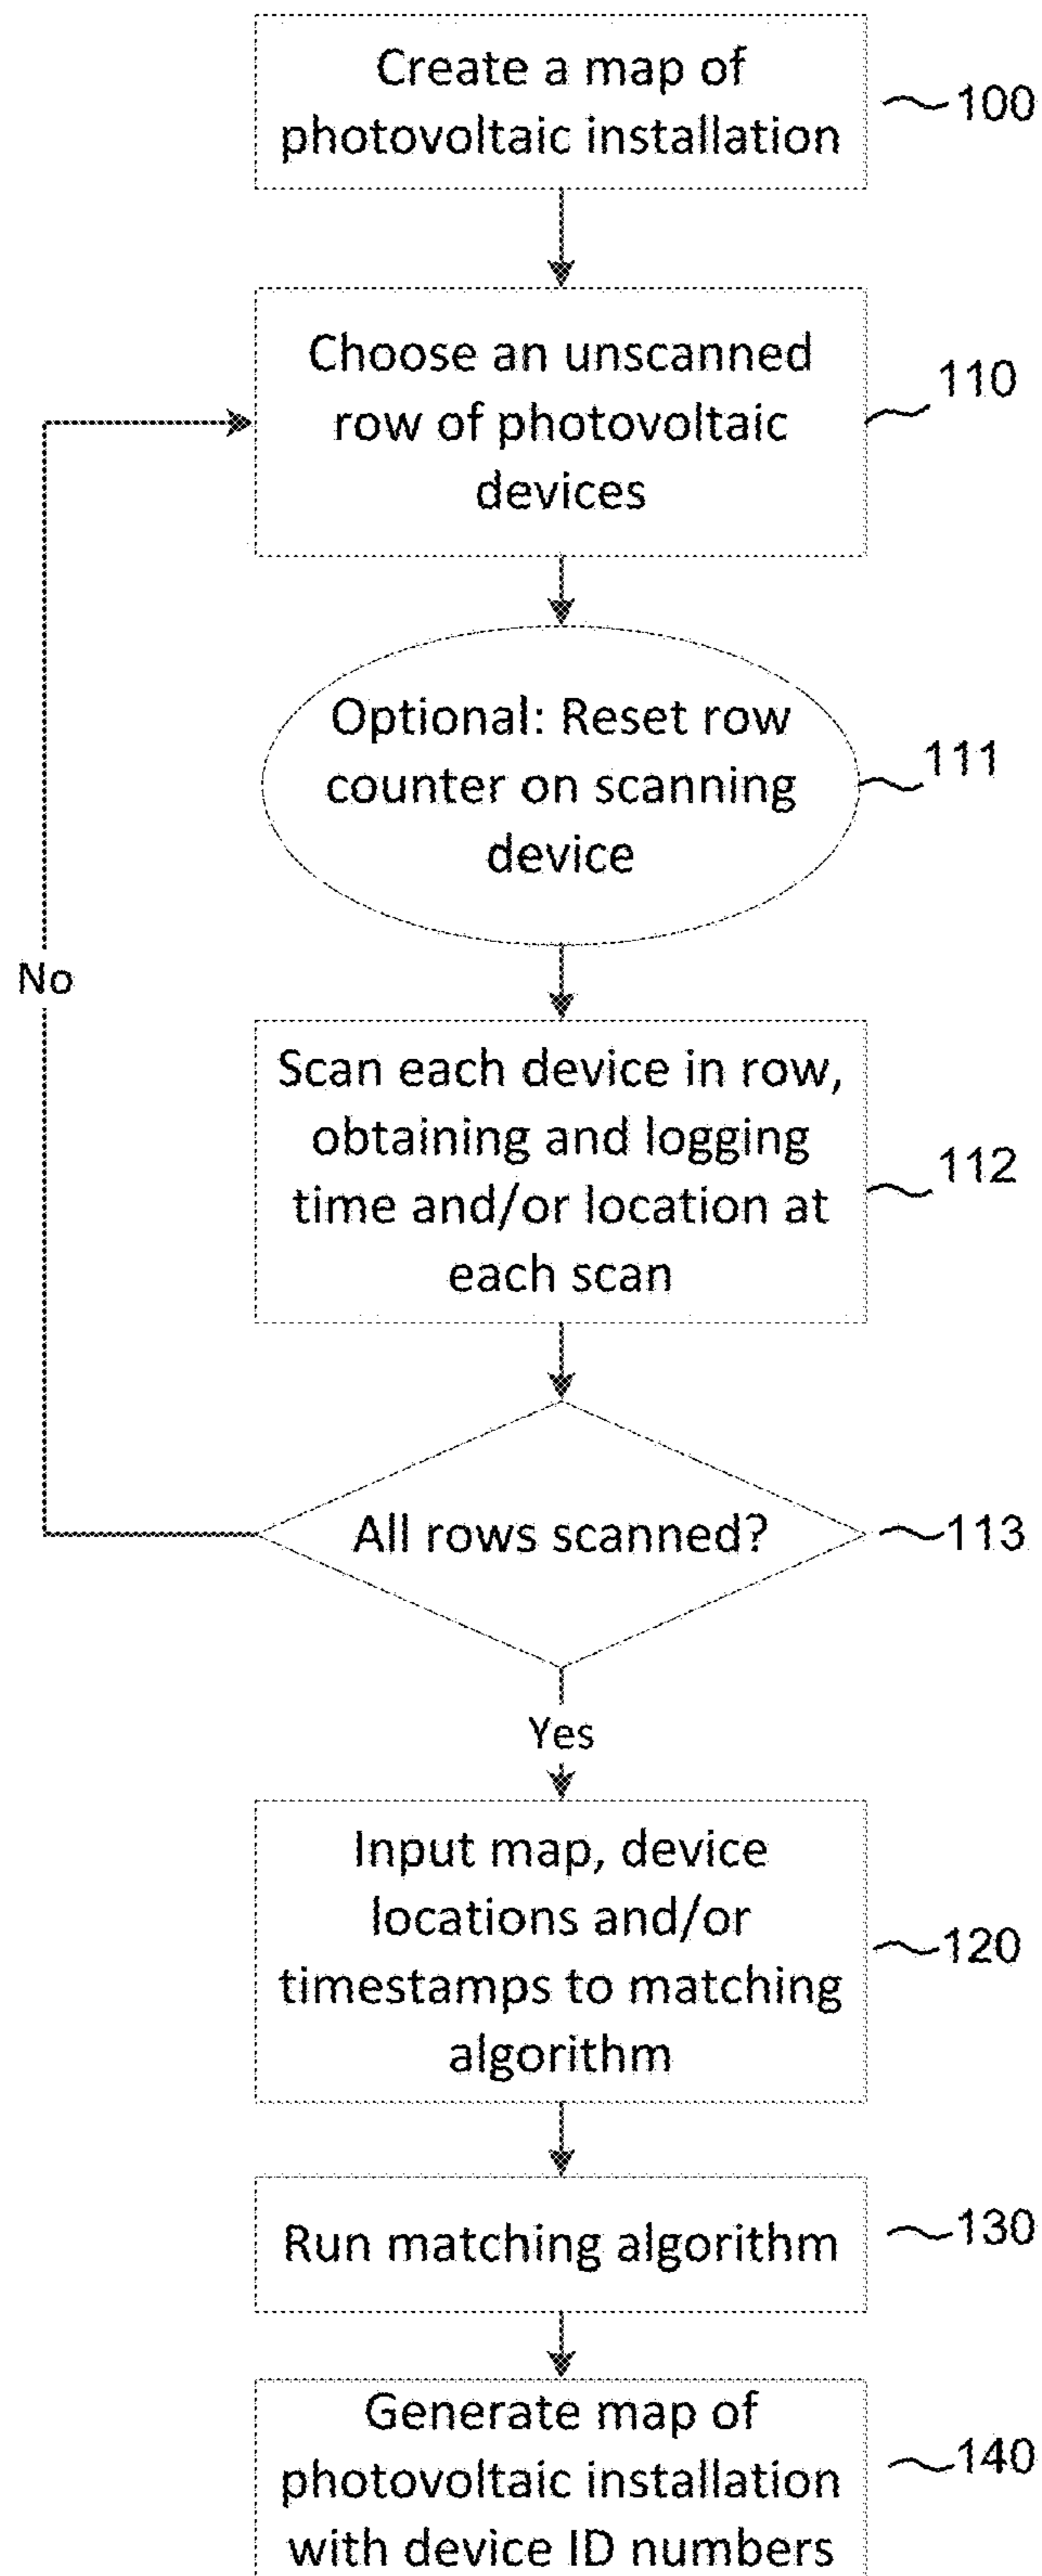 Create a map of
photovoltaic installation
100
Choose an unscanned
row of photovoltaic
devices
110
Optional: Reset row
counter on scanning
device
111
No
Scan each device in row,
obtaining and logging
time and/or location at
each scan
112
All rows scanned?
113
Yes
Input map, device
locations and/or
timestamps to matching
algorithm
120
Run matching algorithm
130
Generate map of
photovoltaic installation
with device ID numbers
140